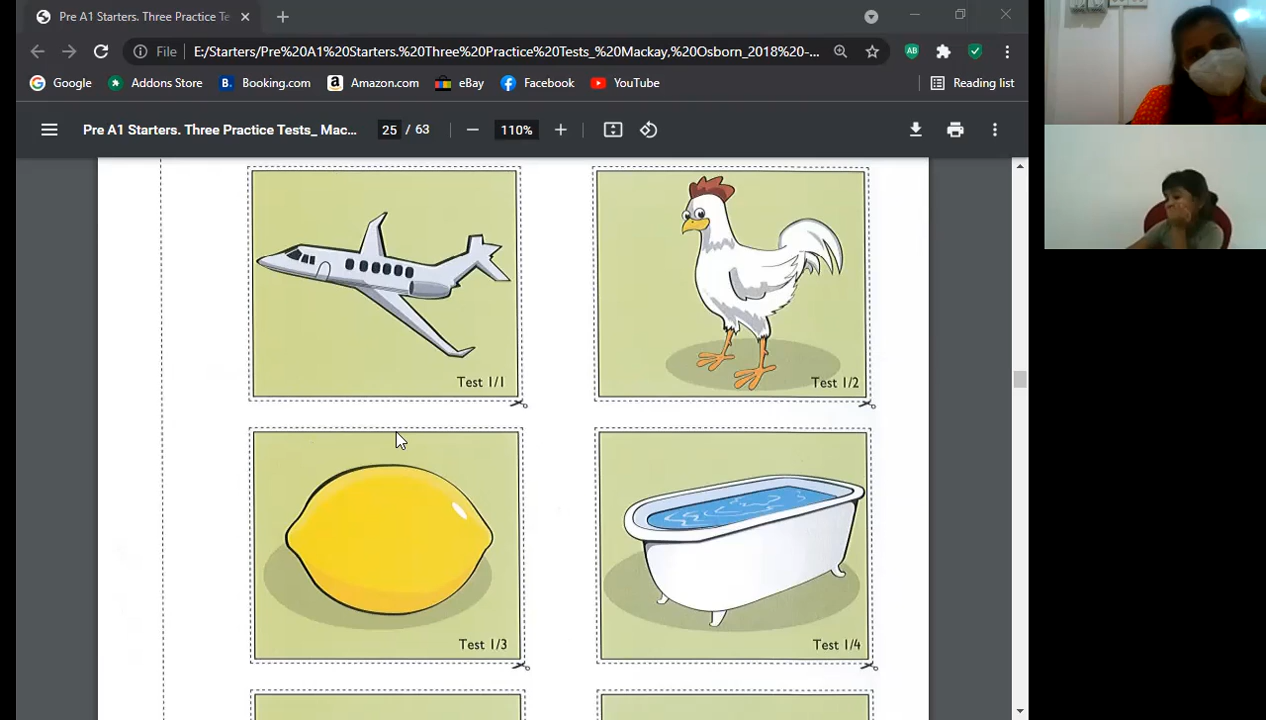 Pre A1 Starters. Three Practice Te
File E:/Starters/Pre%20A1%20Starters.%20Three%20Practice%20Tests_%20Mackay,%20Osborn_2018%20-...
AB
Google Addons Store B. Booking.com a Amazon.com eBay Facebook YouTube Reading list
Pre A1 Starters. Three Practice Tests_ Mac... 25 / 63 110%
Test 1/1
Test 1/2
Test 1/3
Test 1/4